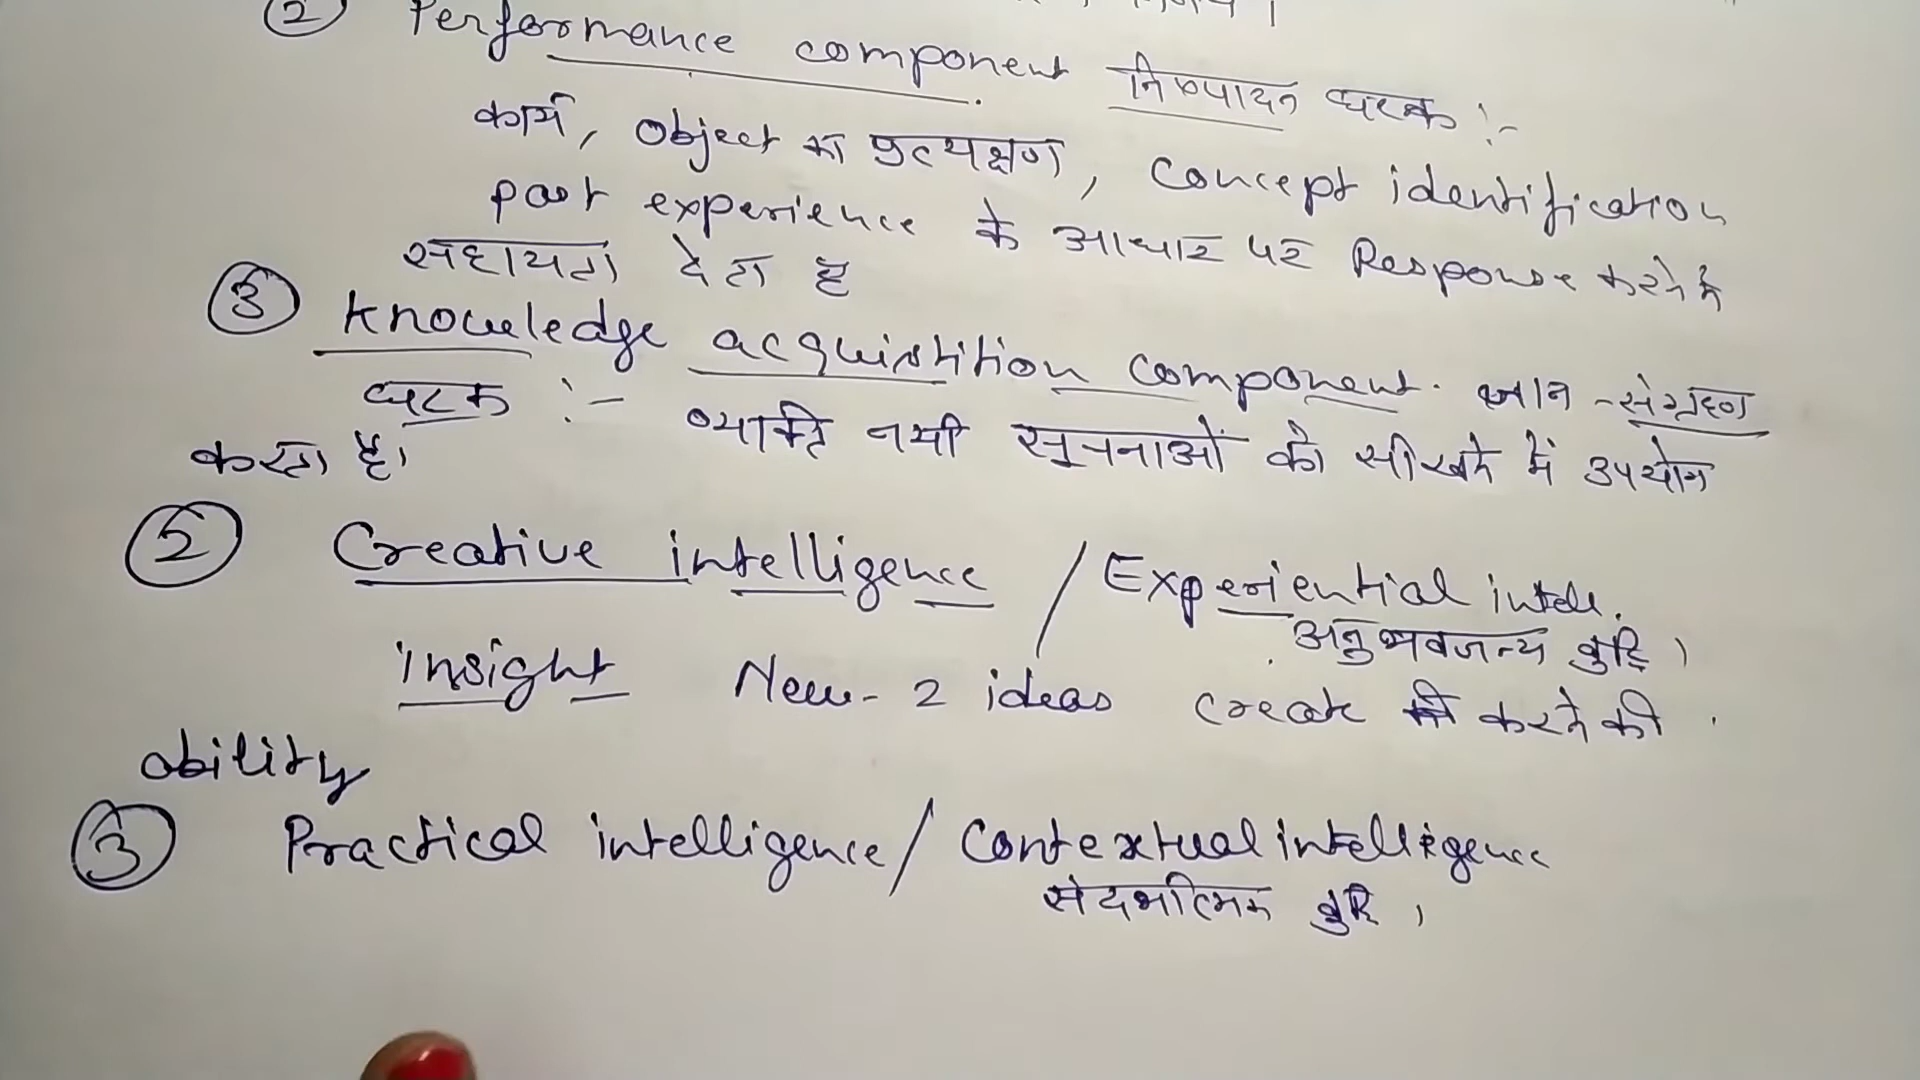 ② Performance component निष्पादन घटक :-
कार्य, object का प्रत्यक्षण, concept identification
past experience के आधार पर Response करने में
सहायता देता है
③ Knowledge acquistition component. ज्ञान-संग्रहण
घटक :- व्यक्ति नयी सूचनाओं को सीखने में उपयोग
करता है।
② Creative intelligence / Experiential intell.
अनुभवजन्य बुद्धि।
insight New-2 ideas create करने की
ability
③ Practical intelligence / Contextual intelligence
संदर्भात्मक बुद्धि।